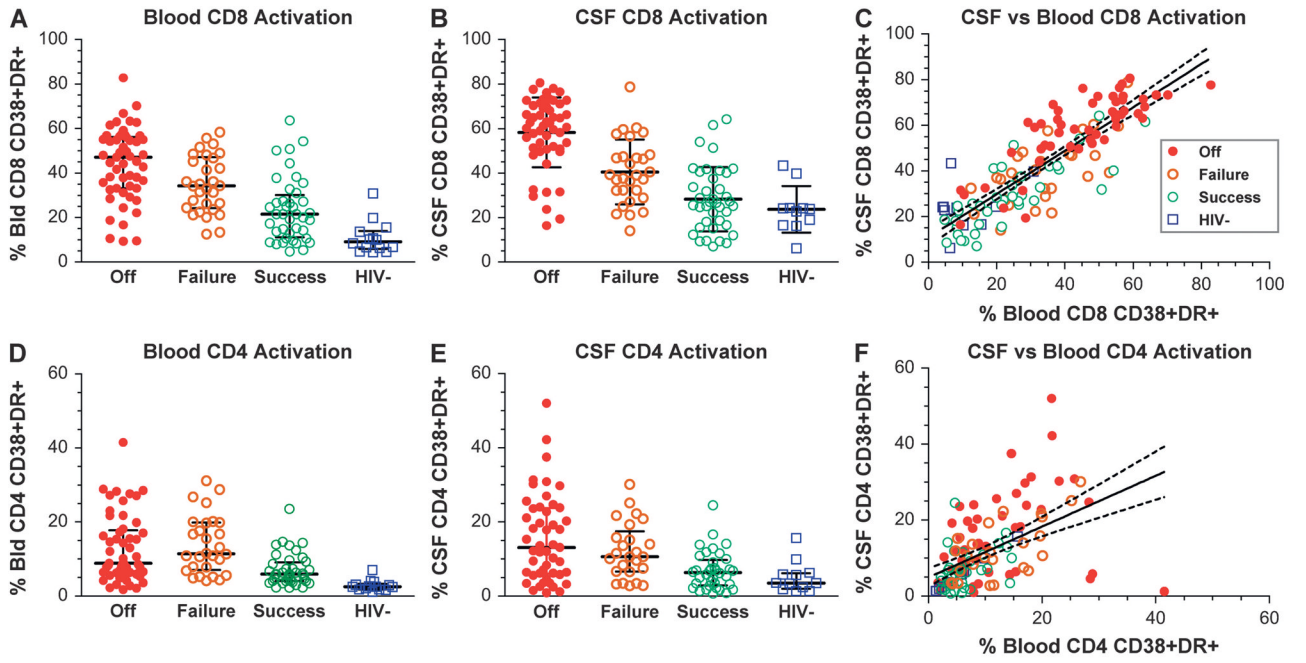 A Blood CD8 Activation
% Bld CD8 CD38+DR+
100
80
60
40
20
0
Off Failure Success HIV-
B CSF CD8 Activation
% CSF CD8 CD38+DR+
100
80
60
40
20
0
Off Failure Success HIV-
C CSF vs Blood CD8 Activation
% CSF CD8 CD38+DR+
100
80
60
40
20
0
0 20 40 60 80 100
% Blood CD8 CD38+DR+
Off
Failure
Success
HIV-
D Blood CD4 Activation
% Bld CD4 CD38+DR+
60
40
20
0
Off Failure Success HIV-
E CSF CD4 Activation
% CSF CD4 CD38+DR+
60
40
20
0
Off Failure Success HIV-
F CSF vs Blood CD4 Activation
% CSF CD4 CD38+DR+
60
40
20
0
0 20 40 60
% Blood CD4 CD38+DR+